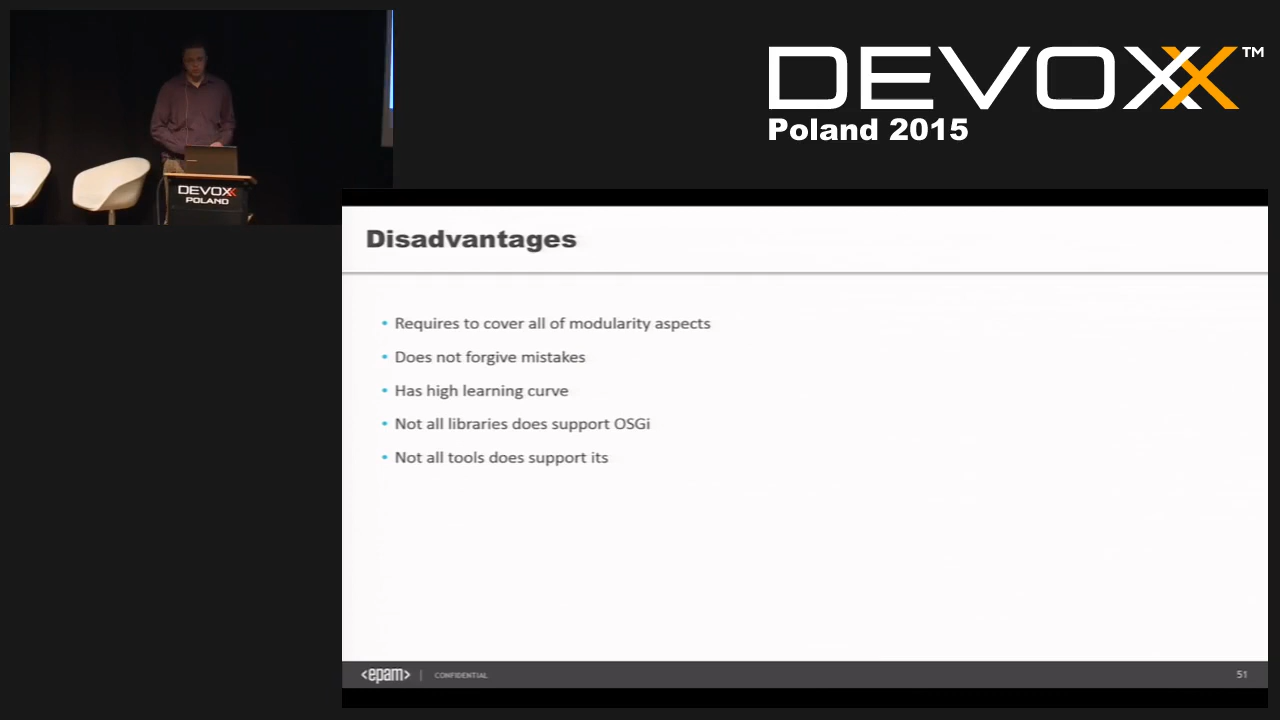 DEVOXX™
Poland 2015
DEVOXX
POLAND
Disadvantages
• Requires to cover all of modularity aspects
• Does not forgive mistakes
• Has high learning curve
• Not all libraries does support OSGi
• Not all tools does support its
<epam> | CONFIDENTIAL 51